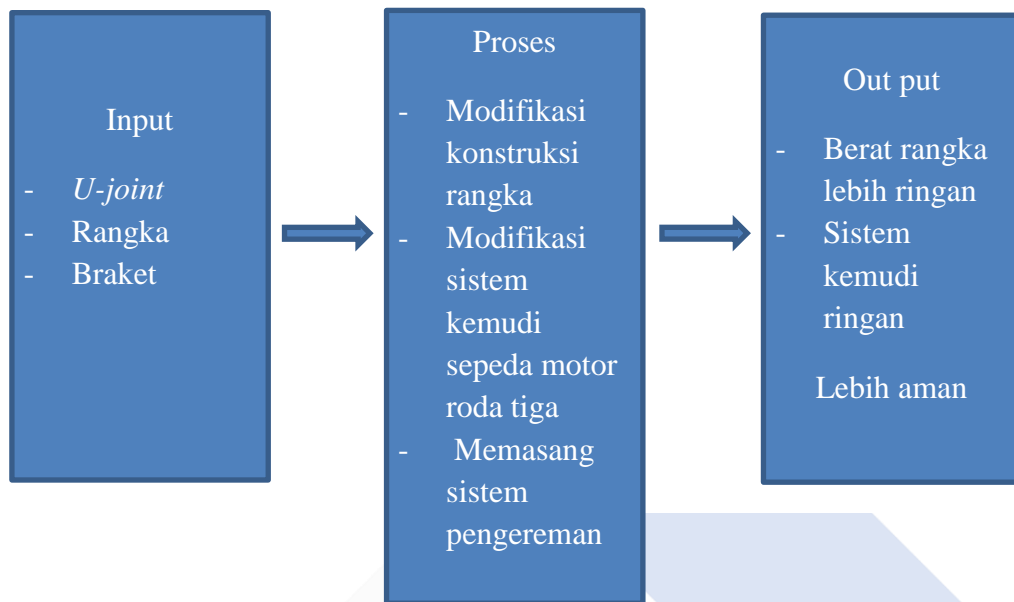 Input
- U-joint
- Rangka
- Braket
Proses
- Modifikasi
konstruksi
rangka
- Modifikasi
sistem
kemudi
sepeda motor
roda tiga
- Memasang
sistem
pengereman
Out put
- Berat rangka
lebih ringan
- Sistem
kemudi
ringan
Lebih aman